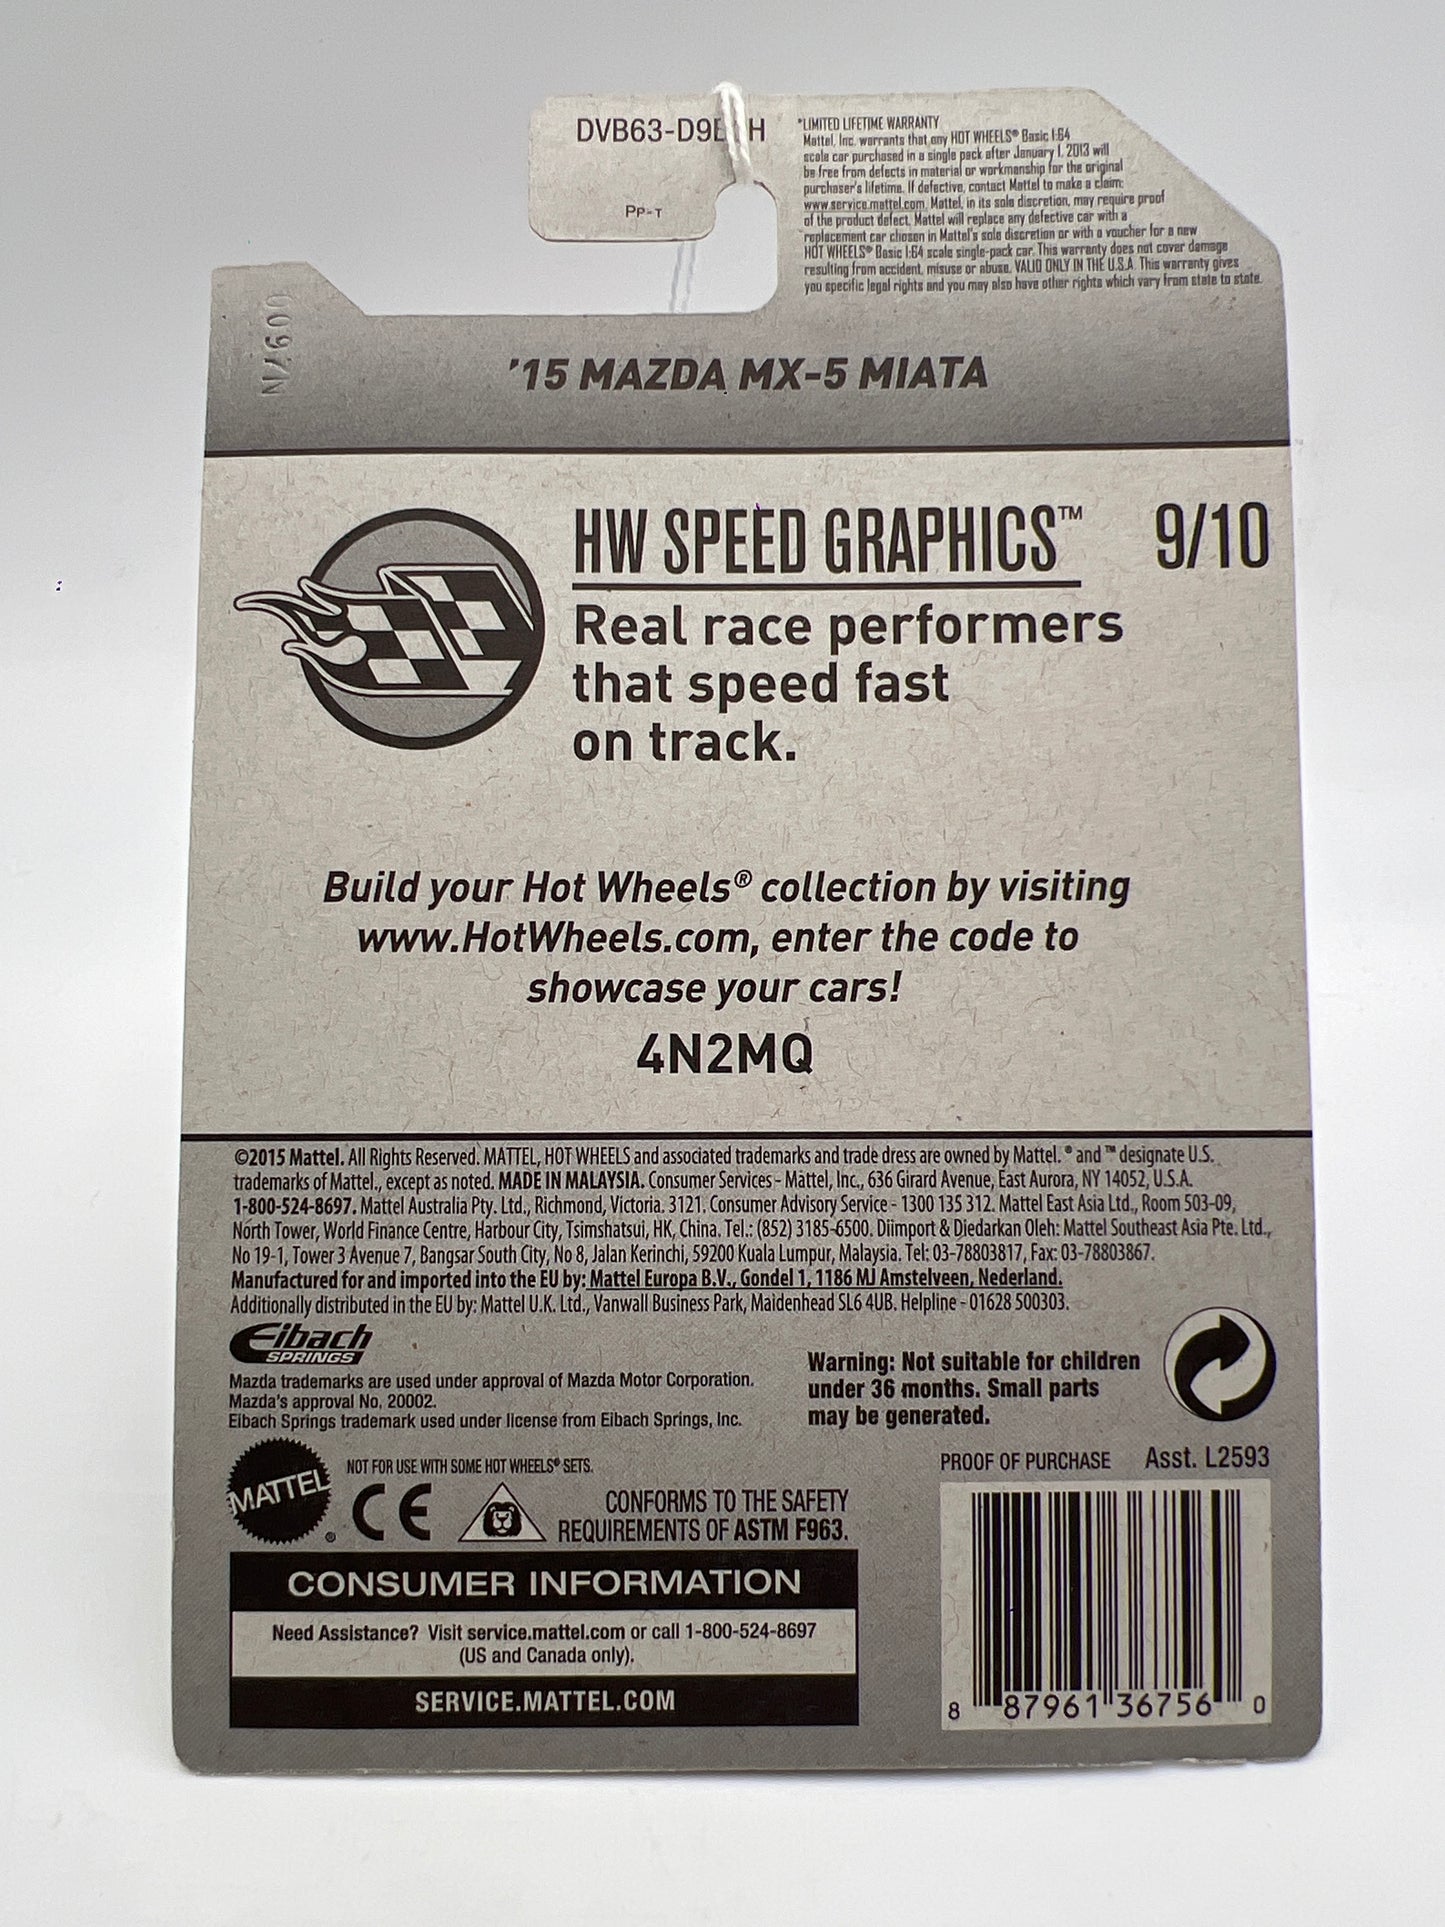 DVB63-D9
H
PP-T
*LIMITED LIFETIME WARRANTY
Mattel, Inc. warrants that any HOT WHEELS® Basic 1:64
scale car purchased in a single pack after January 1, 2013 will
be free from defects in material or workmanship for the original
purchaser's lifetime. If defective, contact Mattel to make a claim:
www.service.mattel.com. Mattel, in its sole discretion, may require proof
of the product defect. Mattel will replace any defective car with a
replacement car chosen in Mattel's sole discretion or with a voucher for a new
HOT WHEELS® Basic 1:64 scale single-pack car. This warranty does not cover damage
resulting from accident, misuse or abuse. VALID ONLY IN THE U.S.A. This warranty gives
you specific legal rights and you may also have other rights which vary from state to state.
'15 MAZDA MX-5 MIATA
HW SPEED GRAPHICS™ 9/10
Real race performers
that speed fast
on track.
Build your Hot Wheels® collection by visiting
www.HotWheels.com, enter the code to
showcase your cars!
4N2MQ
©2015 Mattel. All Rights Reserved. MATTEL, HOT WHEELS and associated trademarks and trade dress are owned by Mattel. ® and ™ designate U.S.
trademarks of Mattel., except as noted. MADE IN MALAYSIA. Consumer Services - Mattel, Inc., 636 Girard Avenue, East Aurora, NY 14052, U.S.A.
1-800-524-8697. Mattel Australia Pty. Ltd., Richmond, Victoria. 3121. Consumer Advisory Service - 1300 135 312. Mattel East Asia Ltd., Room 503-09,
North Tower, World Finance Centre, Harbour City, Tsimshatsui, HK, China. Tel.: (852) 3185-6500. Diimport & Diedarkan Oleh: Mattel Southeast Asia Pte. Ltd.,
No 19-1, Tower 3 Avenue 7, Bangsar South City, No 8, Jalan Kerinchi, 59200 Kuala Lumpur, Malaysia. Tel: 03-78803817, Fax: 03-78803867.
Manufactured for and imported into the EU by: Mattel Europa B.V., Gondel 1, 1186 MJ Amstelveen, Nederland.
Additionally distributed in the EU by: Mattel U.K. Ltd., Vanwall Business Park, Maidenhead SL6 4UB. Helpline - 01628 500303.
Eibach
SPRINGS
Mazda trademarks are used under approval of Mazda Motor Corporation.
Mazda's approval No. 20002.
Eibach Springs trademark used under license from Eibach Springs, Inc.
Warning: Not suitable for children
under 36 months. Small parts
may be generated.
MATTEL®
NOT FOR USE WITH SOME HOT WHEELS® SETS.
CE
CONFORMS TO THE SAFETY
REQUIREMENTS OF ASTM F963.
PROOF OF PURCHASE Asst. L2593
8 87961 36756 0
CONSUMER INFORMATION
Need Assistance? Visit service.mattel.com or call 1-800-524-8697
(US and Canada only).
SERVICE.MATTEL.COM